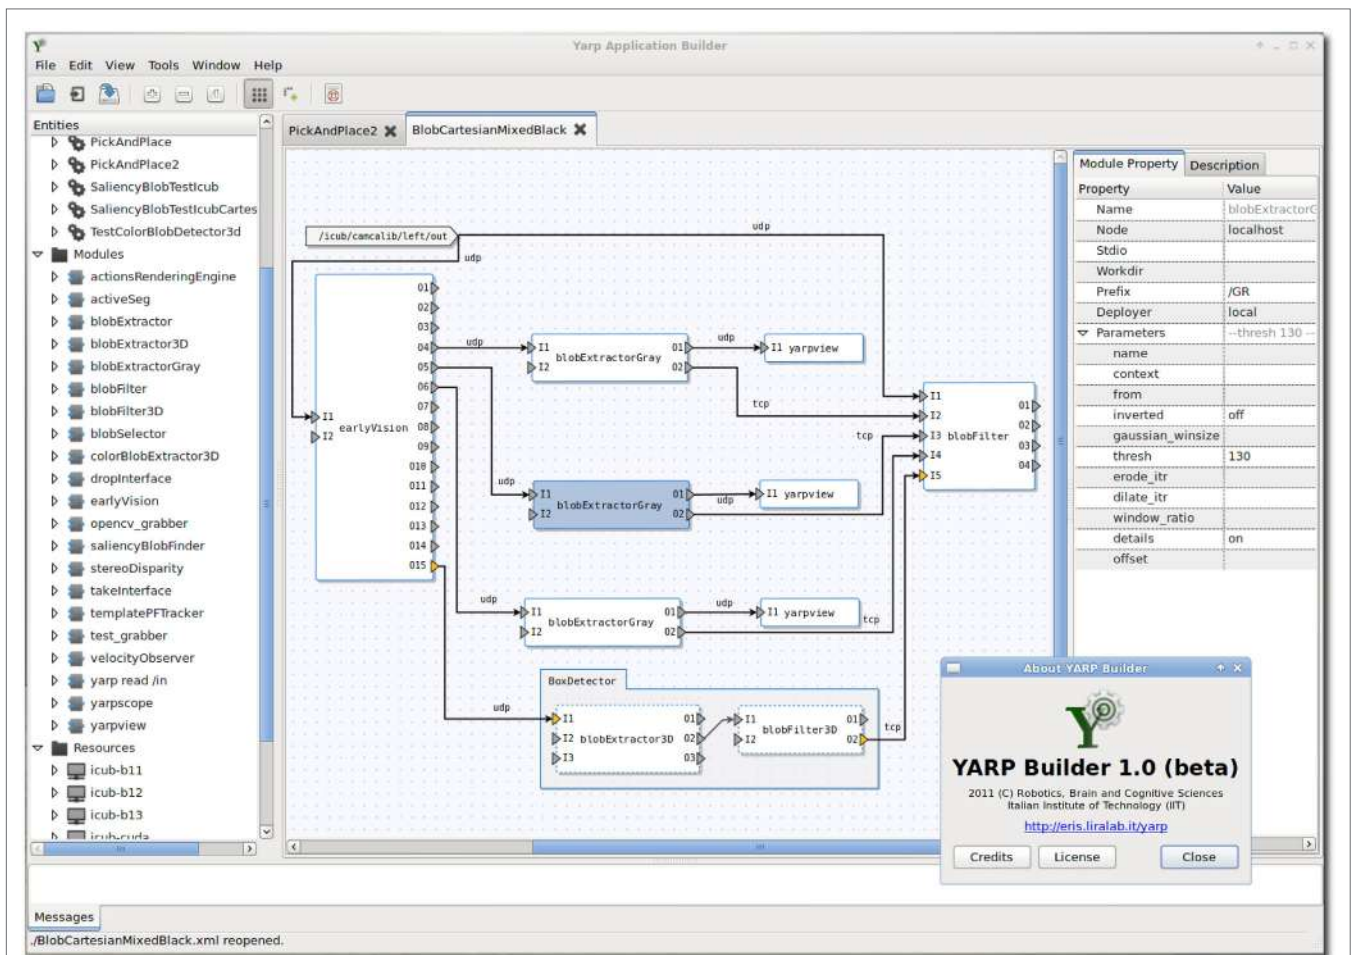 Yarp Application Builder
File Edit View Tools Window Help
Entities
PickAndPlace
PickAndPlace2
SaliencyBlobTestIcub
SaliencyBlobTestIcubCartes
TestColorBlobDetector3d
Modules
actionsRenderingEngine
activeSeg
blobExtractor
blobExtractor3D
blobExtractorGray
blobFilter
blobFilter3D
blobSelector
colorBlobExtractor3D
dropInterface
earlyVision
opencv_grabber
saliencyBlobFinder
stereoDisparity
takeInterface
templatePFTracker
test_grabber
velocityObserver
yarp read /in
yarpscope
yarpview
Resources
icub-b11
icub-b12
icub-b13
icub-cuda
PickAndPlace2
BlobCartesianMixedBlack
/icub/camcalib/left/out
udp
udp
earlyVision
I1
I2
O1
O2
O3
O4
O5
O6
O7
O8
O9
O10
O11
O12
O13
O14
O15
udp
I1
I2
blobExtractorGray
O1
O2
udp
I1 yarpview
tcp
udp
I1
I2
blobExtractorGray
O1
O2
udp
I1 yarpview
tcp
udp
I1
I2
blobExtractorGray
O1
O2
udp
I1 yarpview
tcp
I1
I2
I3 blobFilter
I4
I5
O1
O2
O3
O4
BoxDetector
udp
I1
I2 blobExtractor3D
I3
O1
O2
O3
I1
I2
blobFilter3D
O1
O2
tcp
Module Property
Description
Property Value
Name blobExtractorG
Node localhost
Stdio
Workdir
Prefix /GR
Deployer local
Parameters --thresh 130 --
name
context
from
inverted off
gaussian_winsize
thresh 130
erode_itr
dilate_itr
window_ratio
details on
offset
About YARP Builder
YARP Builder 1.0 (beta)
2011 (C) Robotics, Brain and Cognitive Sciences
Italian Institute of Technology (IIT)
http://eris.liralab.it/yarp
Credits License Close
Messages
./BlobCartesianMixedBlack.xml reopened.